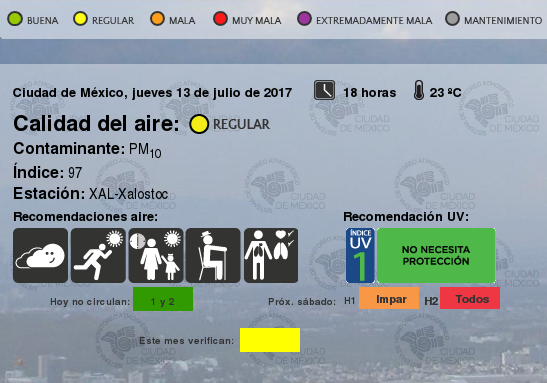 BUENA REGULAR MALA MUY MALA EXTREMADAMENTE MALA MANTENIMIENTO
Ciudad de México, jueves 13 de julio de 2017 18 horas 23 ºC
Calidad del aire: REGULAR
Contaminante: PM10
Índice: 97
Estación: XAL-Xalostoc
Recomendaciones aire: Recomendación UV:
ÍNDICE
UV
1
NO NECESITA
PROTECCIÓN
Hoy no circulan: 1 y 2 Próx. sábado: H1 Impar H2 Todos
Este mes verifican:
CIUDAD
DE MÉXICO